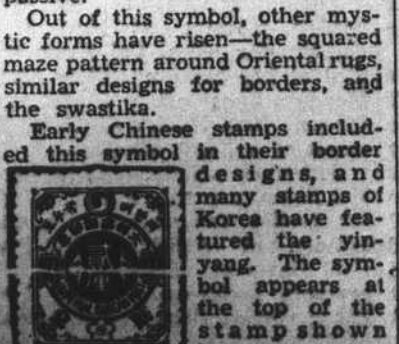 passive.
Out of this symbol, other mys-
tic forms have risen—the squared
maze pattern around Oriental rugs,
similar designs for borders, and
the swastika.
Early Chinese stamps includ-
ed this symbol in their border
designs, and
many stamps of
Korea have fea-
tured the yin-
yang. The sym-
bol appears at
the top of the
stamp shown